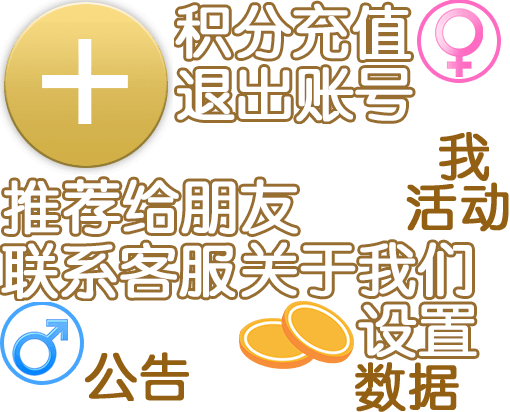 积分充值
退出账号
我
活动
推荐给朋友
联系客服关于我们
设置
公告
数据